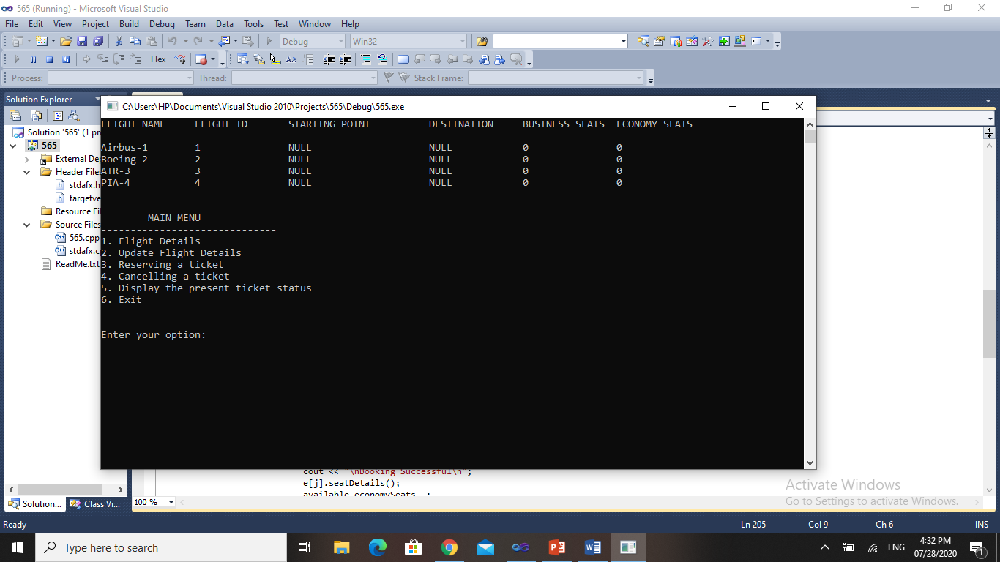 565 (Running) - Microsoft Visual Studio
File Edit View Project Build Debug Team Data Tools Test Window Help
Debug Win32
Hex
Process: Thread: Stack Frame:
Solution Explorer
Solution '565' (1 pr
565
External De
Header File
stdafx.h
targetve
Resource Fi
Source Files
565.cpp
stdafx.c
ReadMe.txt
C:\Users\HP\Documents\Visual Studio 2010\Projects\565\Debug\565.exe
FLIGHT NAME FLIGHT ID STARTING POINT DESTINATION BUSINESS SEATS ECONOMY SEATS
Airbus-1 1 NULL NULL 0 0
Boeing-2 2 NULL NULL 0 0
ATR-3 3 NULL NULL 0 0
PIA-4 4 NULL NULL 0 0
MAIN MENU
------------------------------
1. Flight Details
2. Update Flight Details
3. Reserving a ticket
4. Cancelling a ticket
5. Display the present ticket status
6. Exit
Enter your option:
cout << "\nBooking Successful\n";
e[j].seatDetails();
available_economySeats--;
Activate Windows
Go to Settings to activate Windows.
Solution... Class Vi... 100 %
Ready Ln 205 Col 9 Ch 6 INS
Type here to search
ENG
4:32 PM
07/28/2020
1